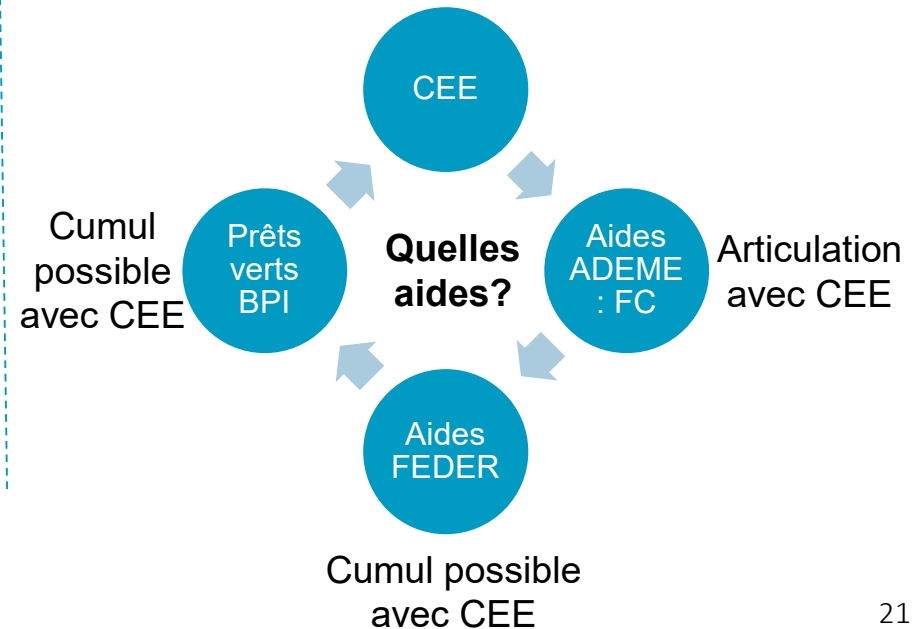 CEE
Cumul
possible
avec CEE
Prêts
verts
BPI
Quelles
aides?
Aides
ADEME
: FC
Articulation
avec CEE
Aides
FEDER
Cumul possible
avec CEE
21